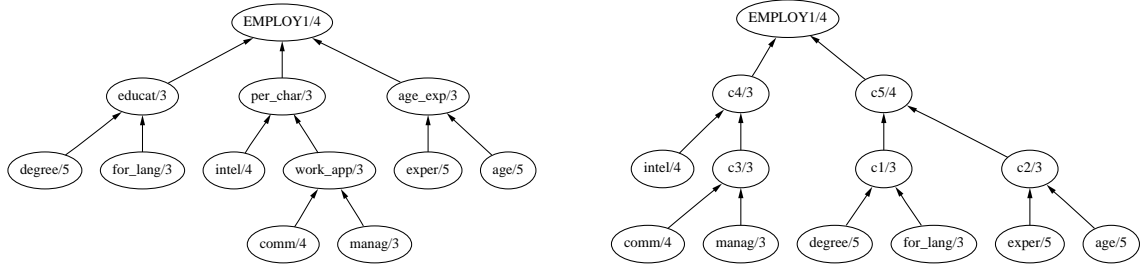 EMPLOY1/4
educat/3 per_char/3 age_exp/3
degree/5 for_lang/3 intel/4 work_app/3 exper/5 age/5
comm/4 manag/3
EMPLOY1/4
c4/3 c5/4
intel/4 c3/3 c1/3 c2/3
comm/4 manag/3 degree/5 for_lang/3 exper/5 age/5